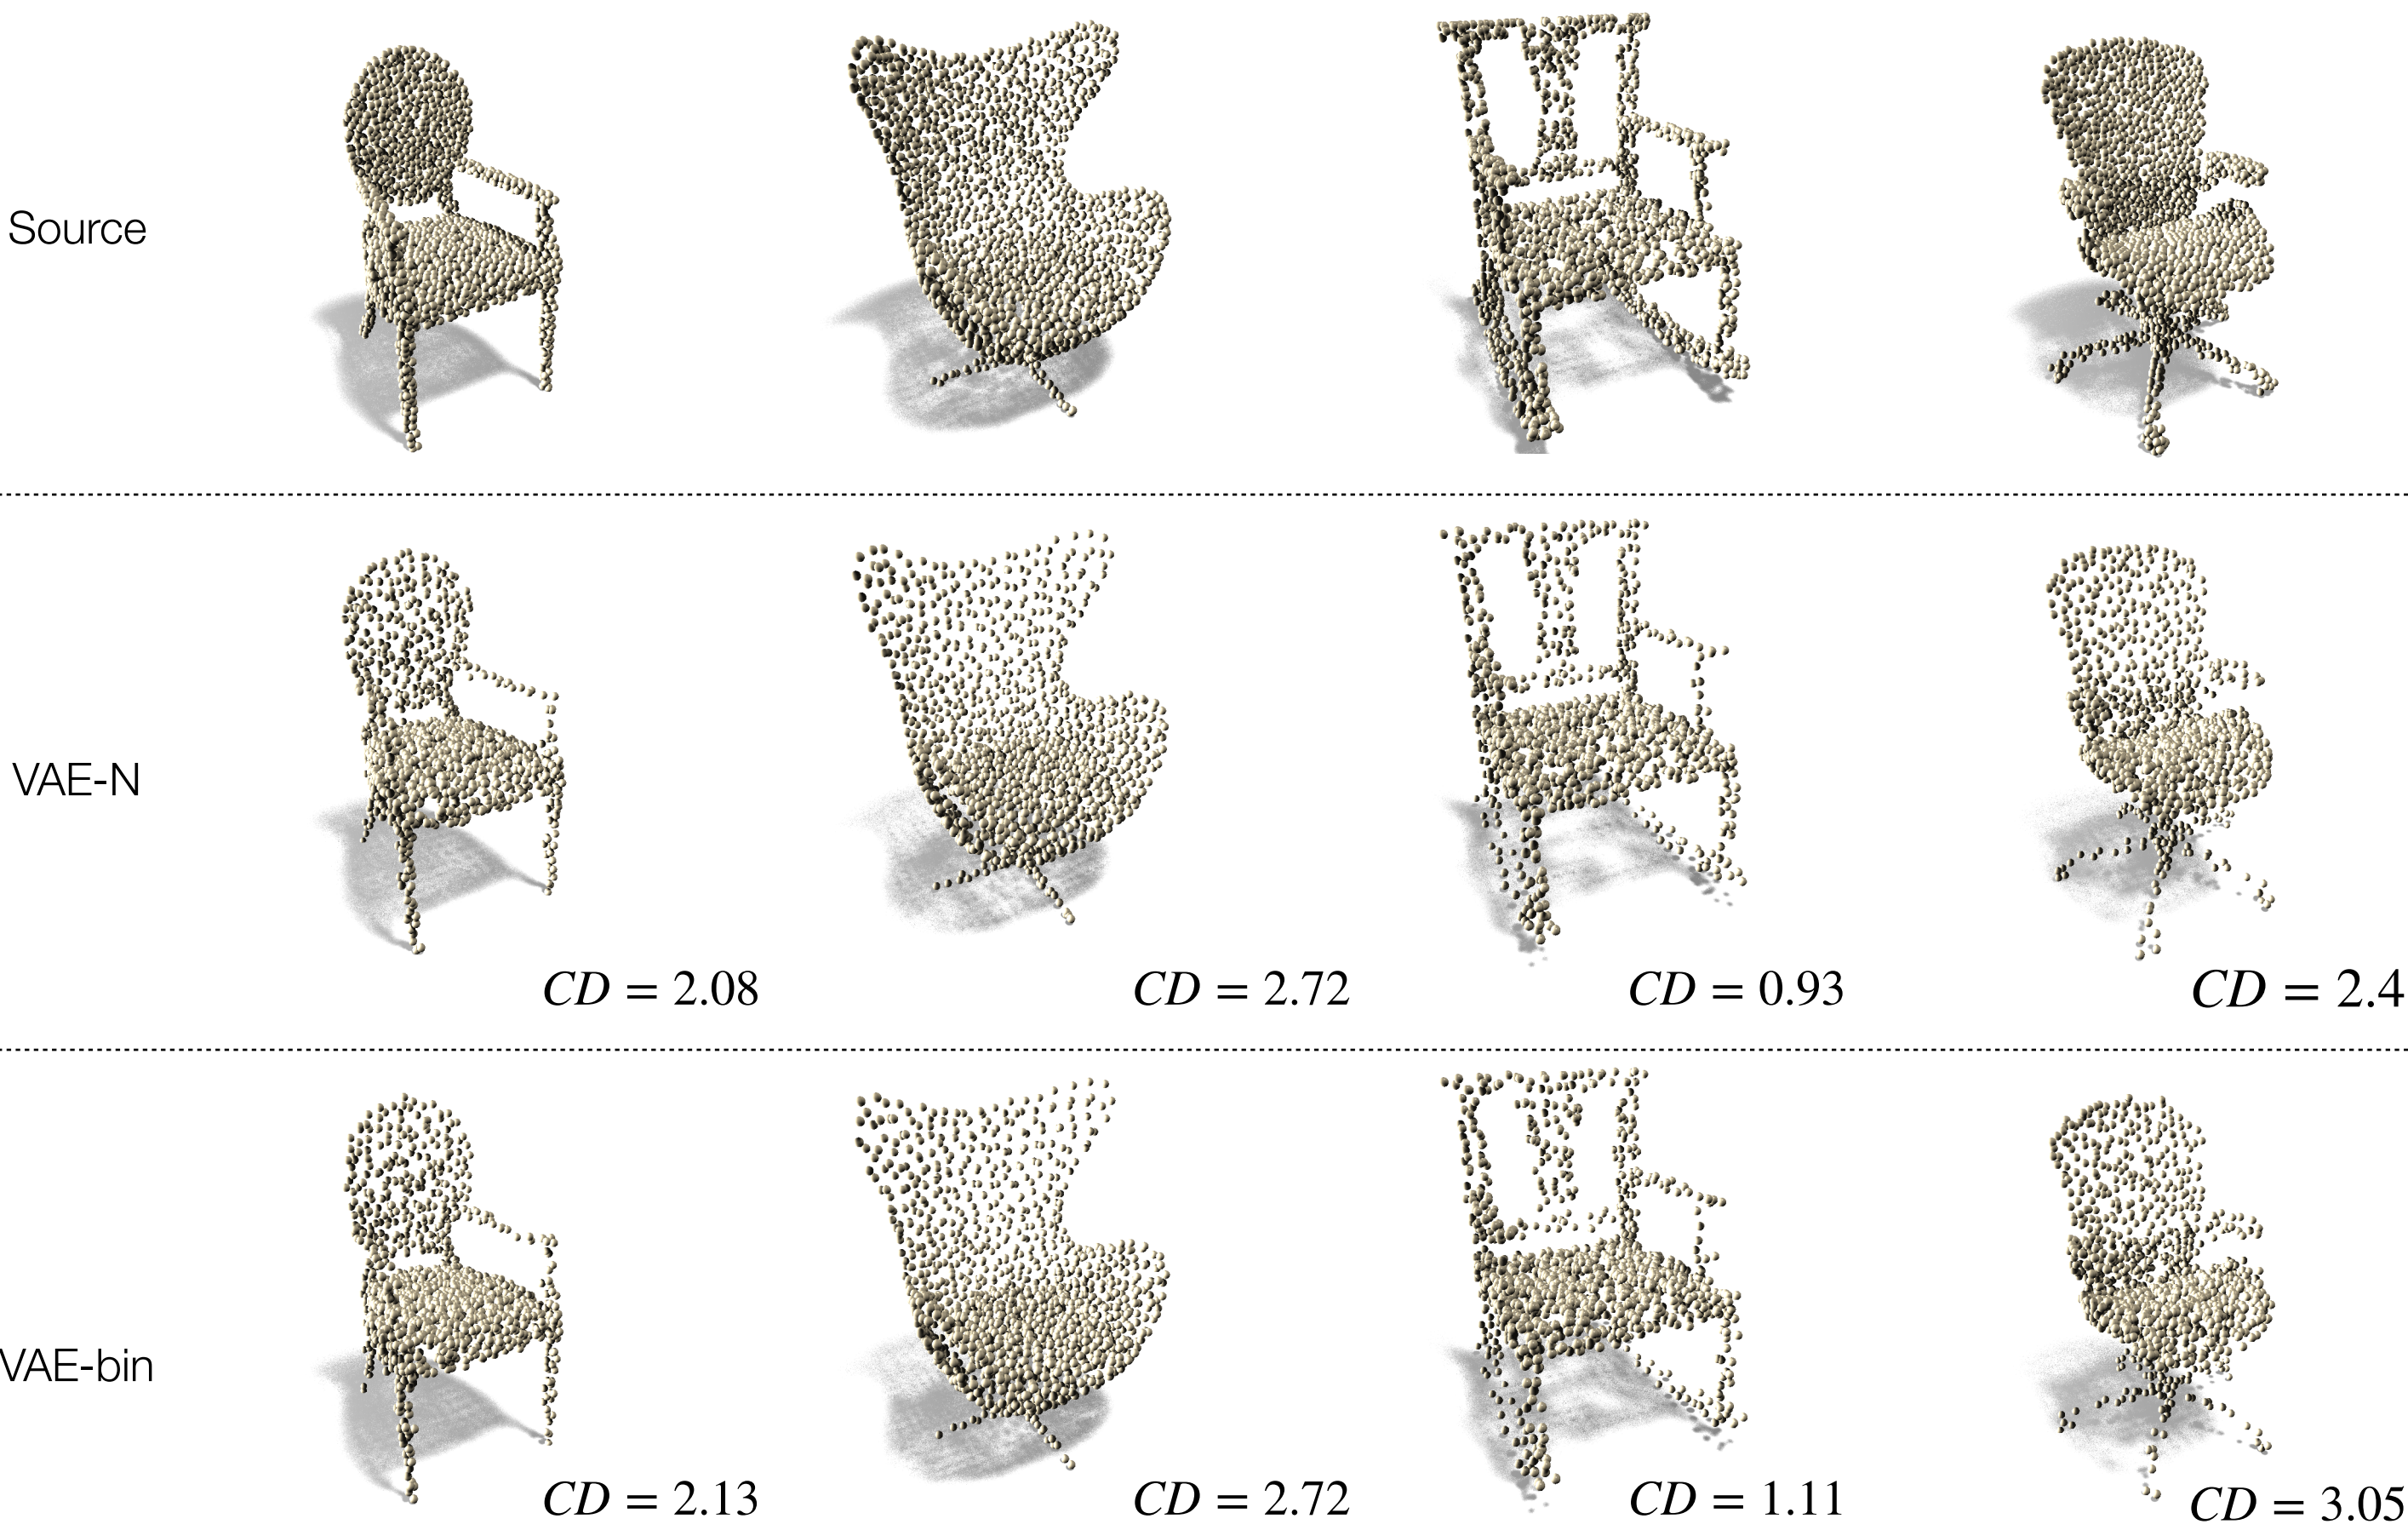 Source
VAE-N
CD = 2.08
CD = 2.72
CD = 0.93
CD = 2.4
VAE-bin
CD = 2.13
CD = 2.72
CD = 1.11
CD = 3.05